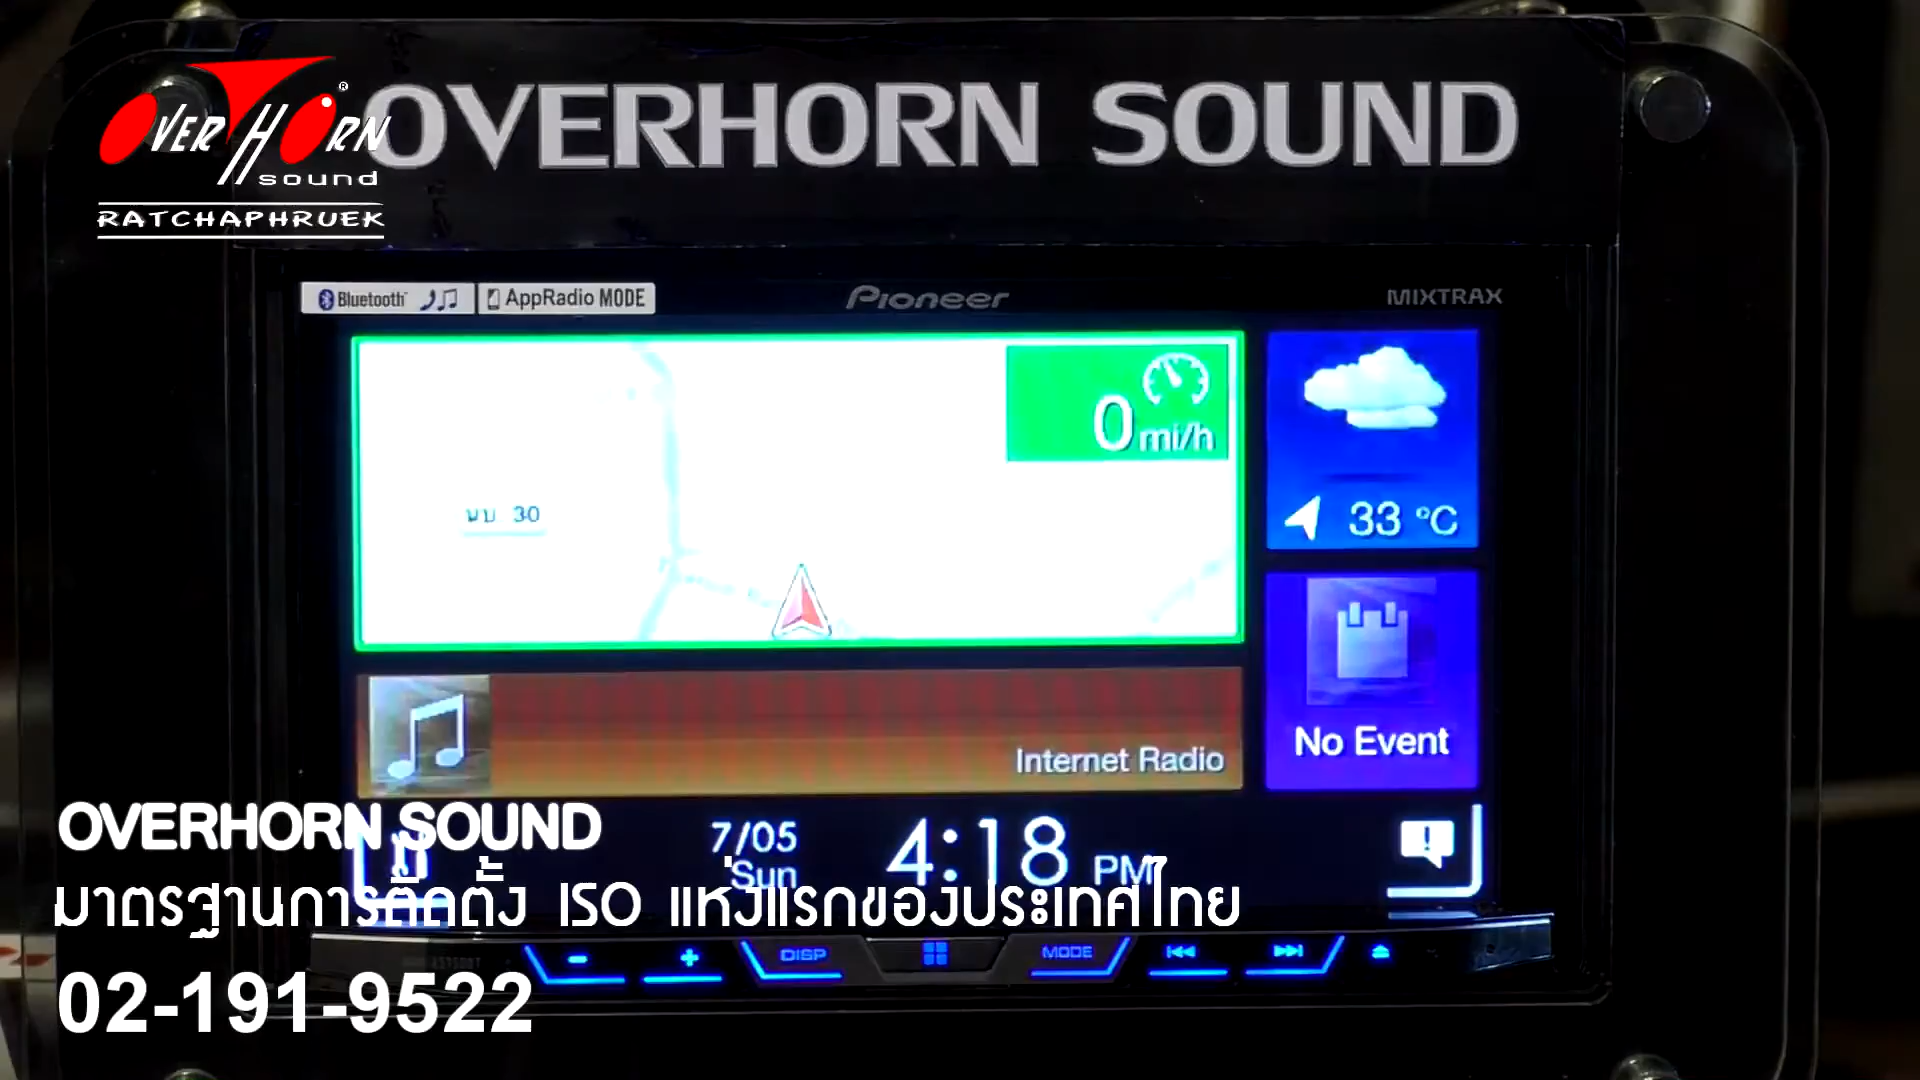 OVERHORN
sound
RATCHAPHRUEK
OVERHORN SOUND
Bluetooth
AppRadio MODE
Pioneer
MIXTRAX
0 mi/h
33 °C
30
No Event
Internet Radio
7/05
Sun
4:18 PM
OVERHORN SOUND
มาตรฐานการติดตั้ง ISO แห่งแรกของประเทศไทย
DISP
MODE
02-191-9522